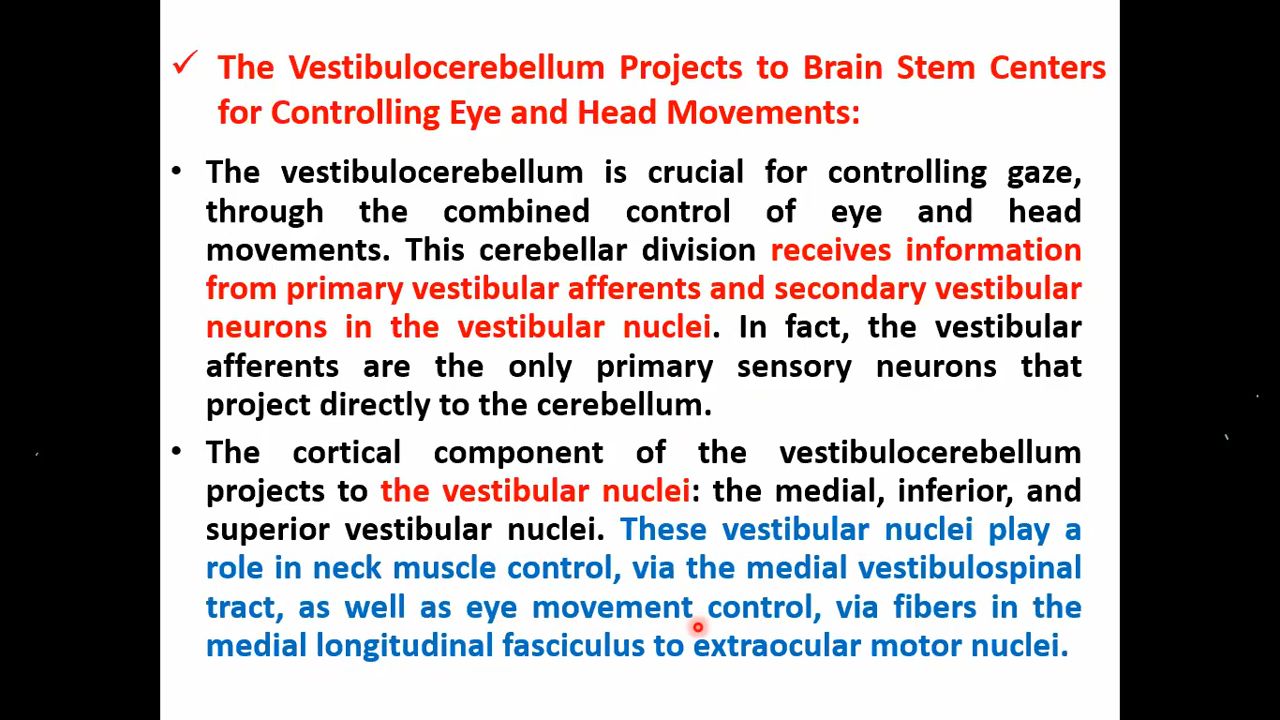 ✓ The Vestibulocerebellum Projects to Brain Stem Centers
for Controlling Eye and Head Movements:
• The vestibulocerebellum is crucial for controlling gaze,
through the combined control of eye and head
movements. This cerebellar division receives information
from primary vestibular afferents and secondary vestibular
neurons in the vestibular nuclei. In fact, the vestibular
afferents are the only primary sensory neurons that
project directly to the cerebellum.
• The cortical component of the vestibulocerebellum
projects to the vestibular nuclei: the medial, inferior, and
superior vestibular nuclei. These vestibular nuclei play a
role in neck muscle control, via the medial vestibulospinal
tract, as well as eye movement control, via fibers in the
medial longitudinal fasciculus to extraocular motor nuclei.